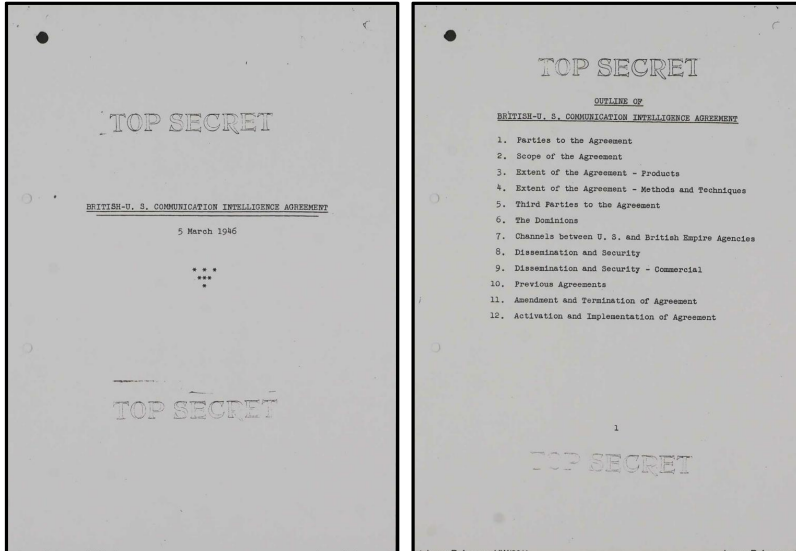 TOP SECRET
BRITISH-U. S. COMMUNICATION INTELLIGENCE AGREEMENT
5 March 1946
* * *
***
*
TOP SECRET
TOP SECRET
OUTLINE OF
BRITISH-U. S. COMMUNICATION INTELLIGENCE AGREEMENT
1. Parties to the Agreement
2. Scope of the Agreement
3. Extent of the Agreement - Products
4. Extent of the Agreement - Methods and Techniques
5. Third Parties to the Agreement
6. The Dominions
7. Channels between U. S. and British Empire Agencies
8. Dissemination and Security
9. Dissemination and Security - Commercial
10. Previous Agreements
11. Amendment and Termination of Agreement
12. Activation and Implementation of Agreement
1
TOP SECRET